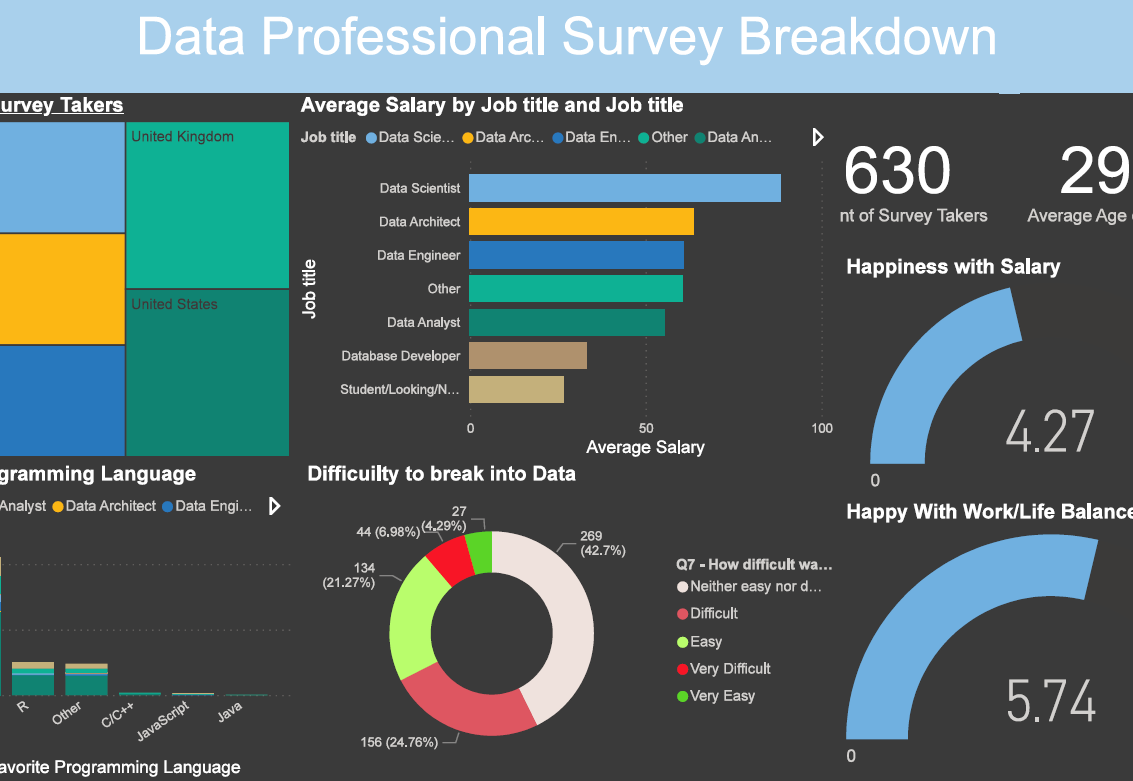 Data Professional Survey Breakdown
urvey Takers
United Kingdom
United States
Average Salary by Job title and Job title
Job title Data Scie... Data Arc... Data En... Other Data An...
Job title
Data Scientist
Data Architect
Data Engineer
Other
Data Analyst
Database Developer
Student/Looking/N...
0 50 100
Average Salary
630
nt of Survey Takers
29
Average Age
Happiness with Salary
4.27
0
gramming Language
Analyst Data Architect Data Engi...
R Other C/C++ JavaScript Java
avorite Programming Language
Difficuilty to break into Data
27
(4.29%)
44 (6.98%)
134
(21.27%)
269
(42.7%)
156 (24.76%)
Q7 - How difficult wa...
Neither easy nor d...
Difficult
Easy
Very Difficult
Very Easy
Happy With Work/Life Balance
5.74
0